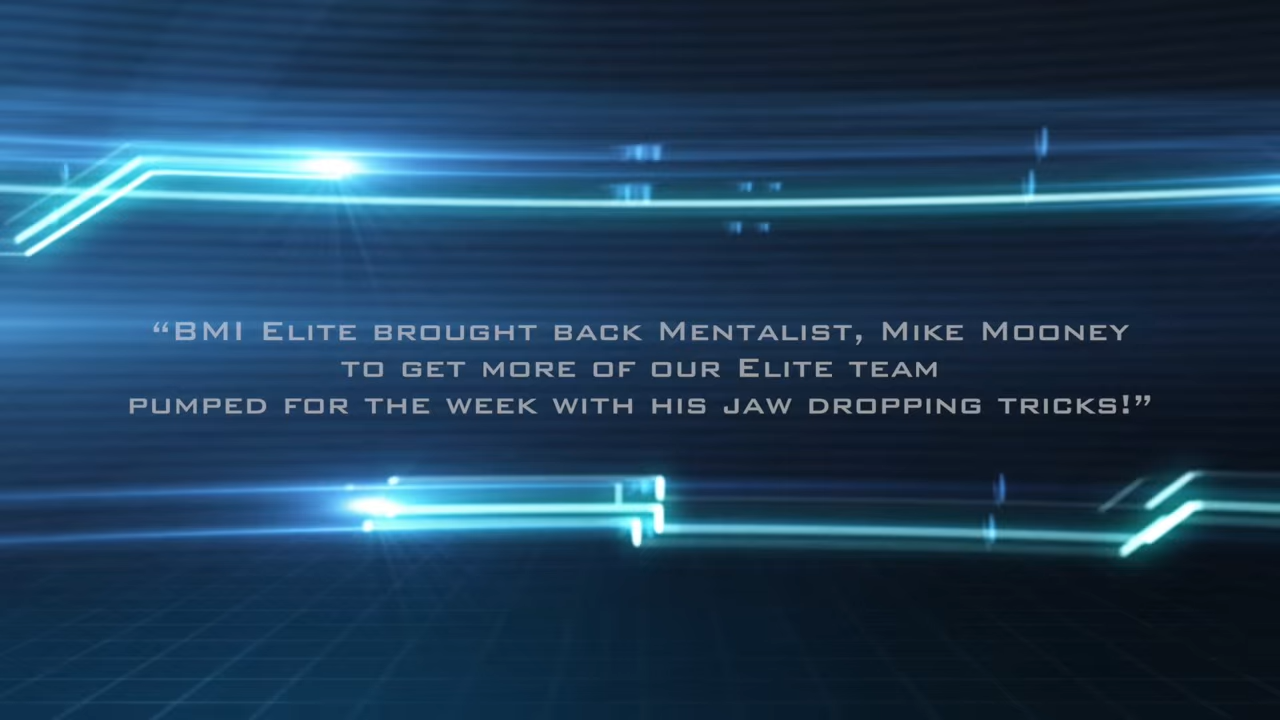 “BMI Elite brought back Mentalist, Mike Mooney
to get more of our Elite team
pumped for the week with his jaw dropping tricks!”